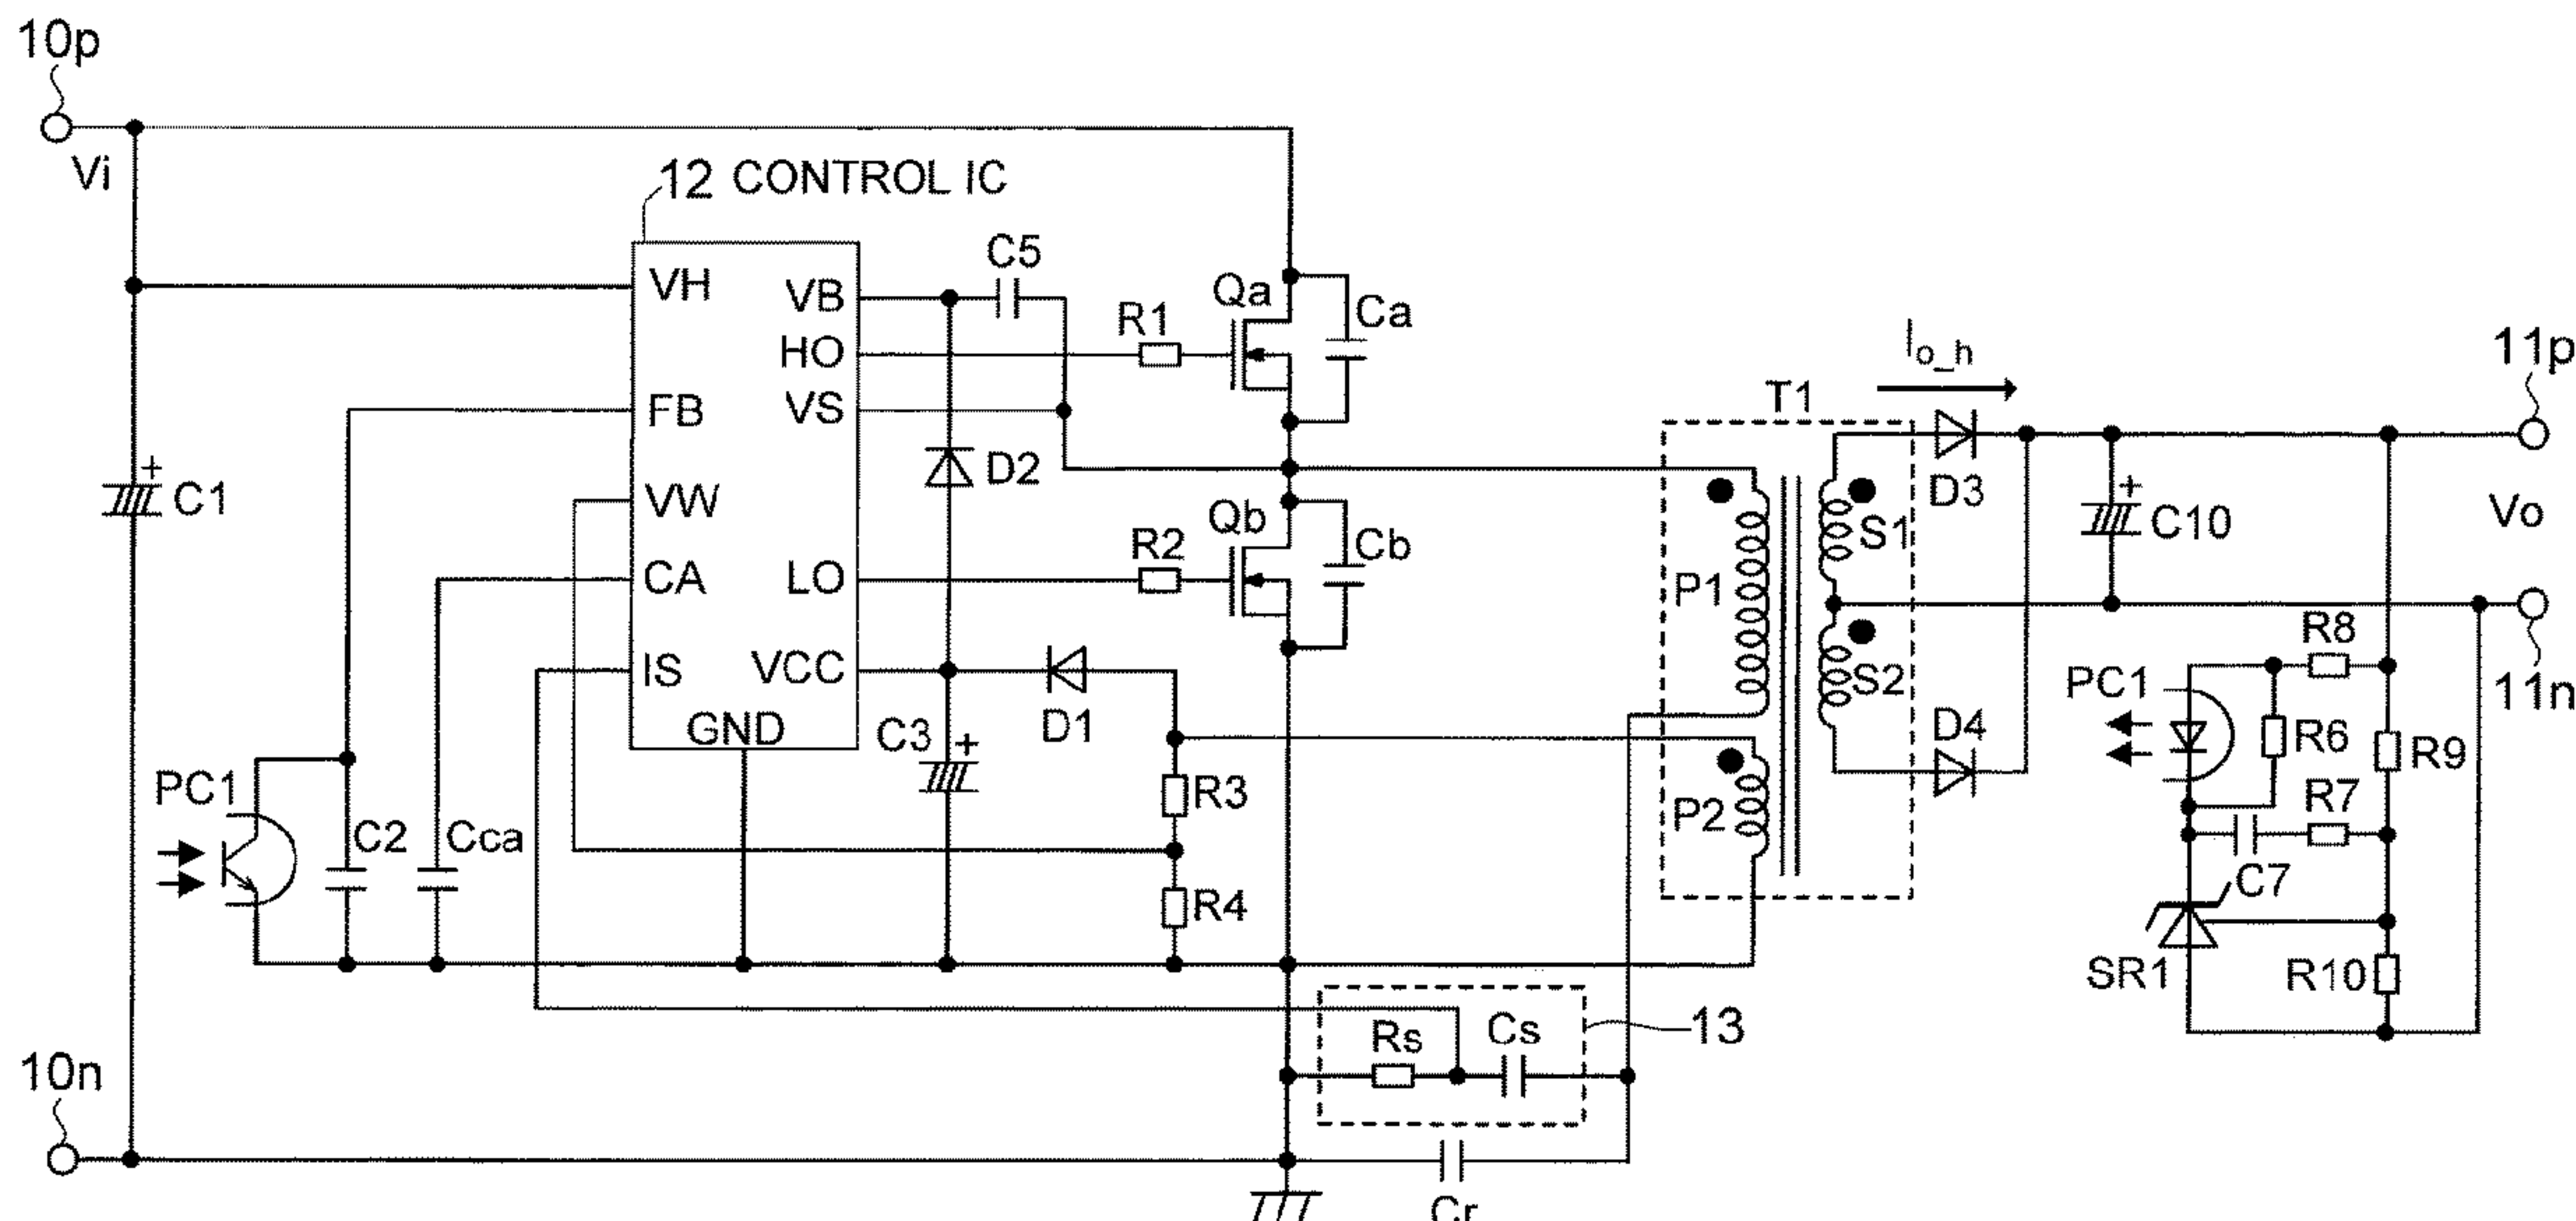 10p
Vi
12 CONTROL IC
VH
FB
VW
CA
IS
GND
VB
HO
VS
LO
VCC
C5
R1
Qa
Ca
Io_h
11p
T1
C1
+
D2
R2
Qb
Cb
P1
S1
D3
+
C10
Vo
S2
D4
11n
PC1
R8
R6
R9
R7
C7
SR1
R10
D1
C3
+
P2
PC1
C2
Cca
R3
R4
Rs
Cs
13
10n
Cr